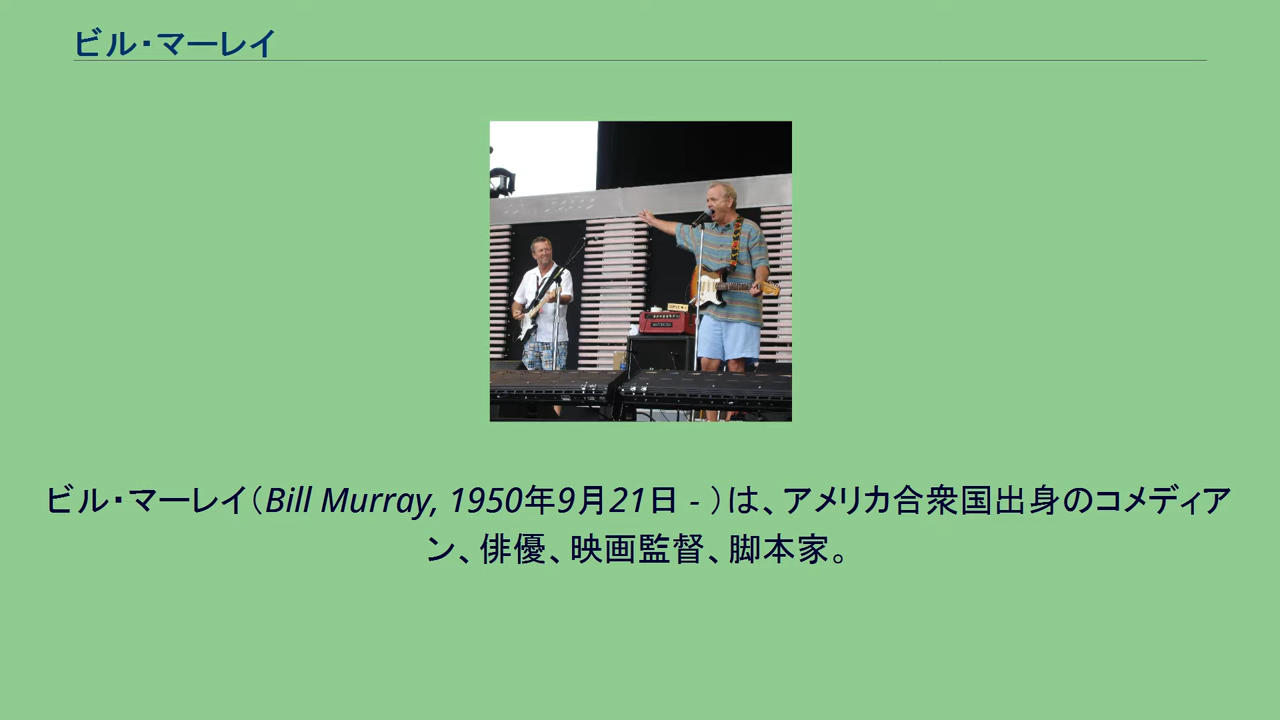 ビル・マーレイ
ビル・マーレイ（Bill Murray, 1950年9月21日 - ）は、アメリカ合衆国出身のコメディア
ン、俳優、映画監督、脚本家。